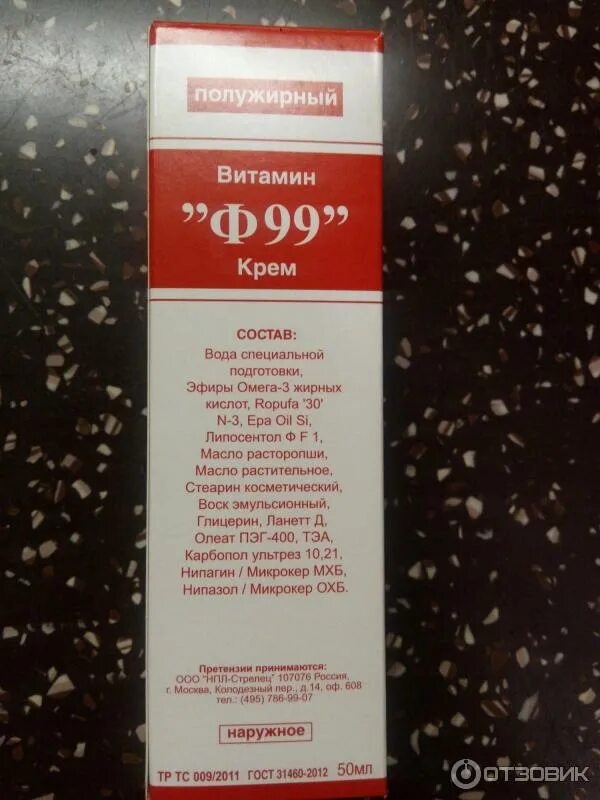 полужирный
Витамин
"Ф99"
Крем
СОСТАВ:
Вода специальной
подготовки,
Эфиры Омега-3 жирных
кислот, Ropufa '30'
N-3, Epa Oil Si,
Липосентол Ф F 1,
Масло расторопши,
Масло растительное,
Стеарин косметический,
Воск эмульсионный,
Глицерин, Ланетт Д,
Олеат ПЭГ-400, ТЭА,
Карбопол ультрез 10,21,
Нипагин / Микрокер МХБ,
Нипазол / Микрокер ОХБ.
Претензии принимаются:
ООО "НПЛ-Стрелец" 107076 Россия,
г. Москва, Колодезный пер., д.14, оф. 608
тел.: (495) 786-99-07
наружное
ТР ТС 009/2011 ГОСТ 31460-2012 50мл
ОТЗОВИК